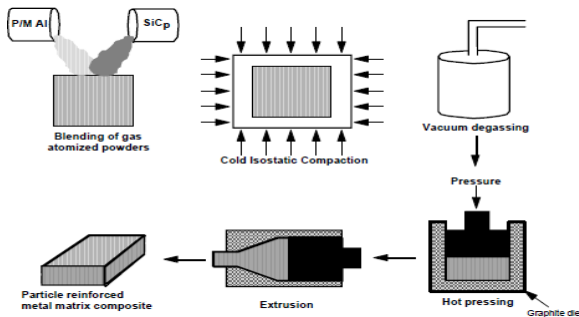 P/M Al
SiCp
Blending of gas
atomized powders
Cold Isostatic Compaction
Vacuum degassing
Pressure
Particle reinforced
metal matrix composite
Extrusion
Hot pressing
Graphite die